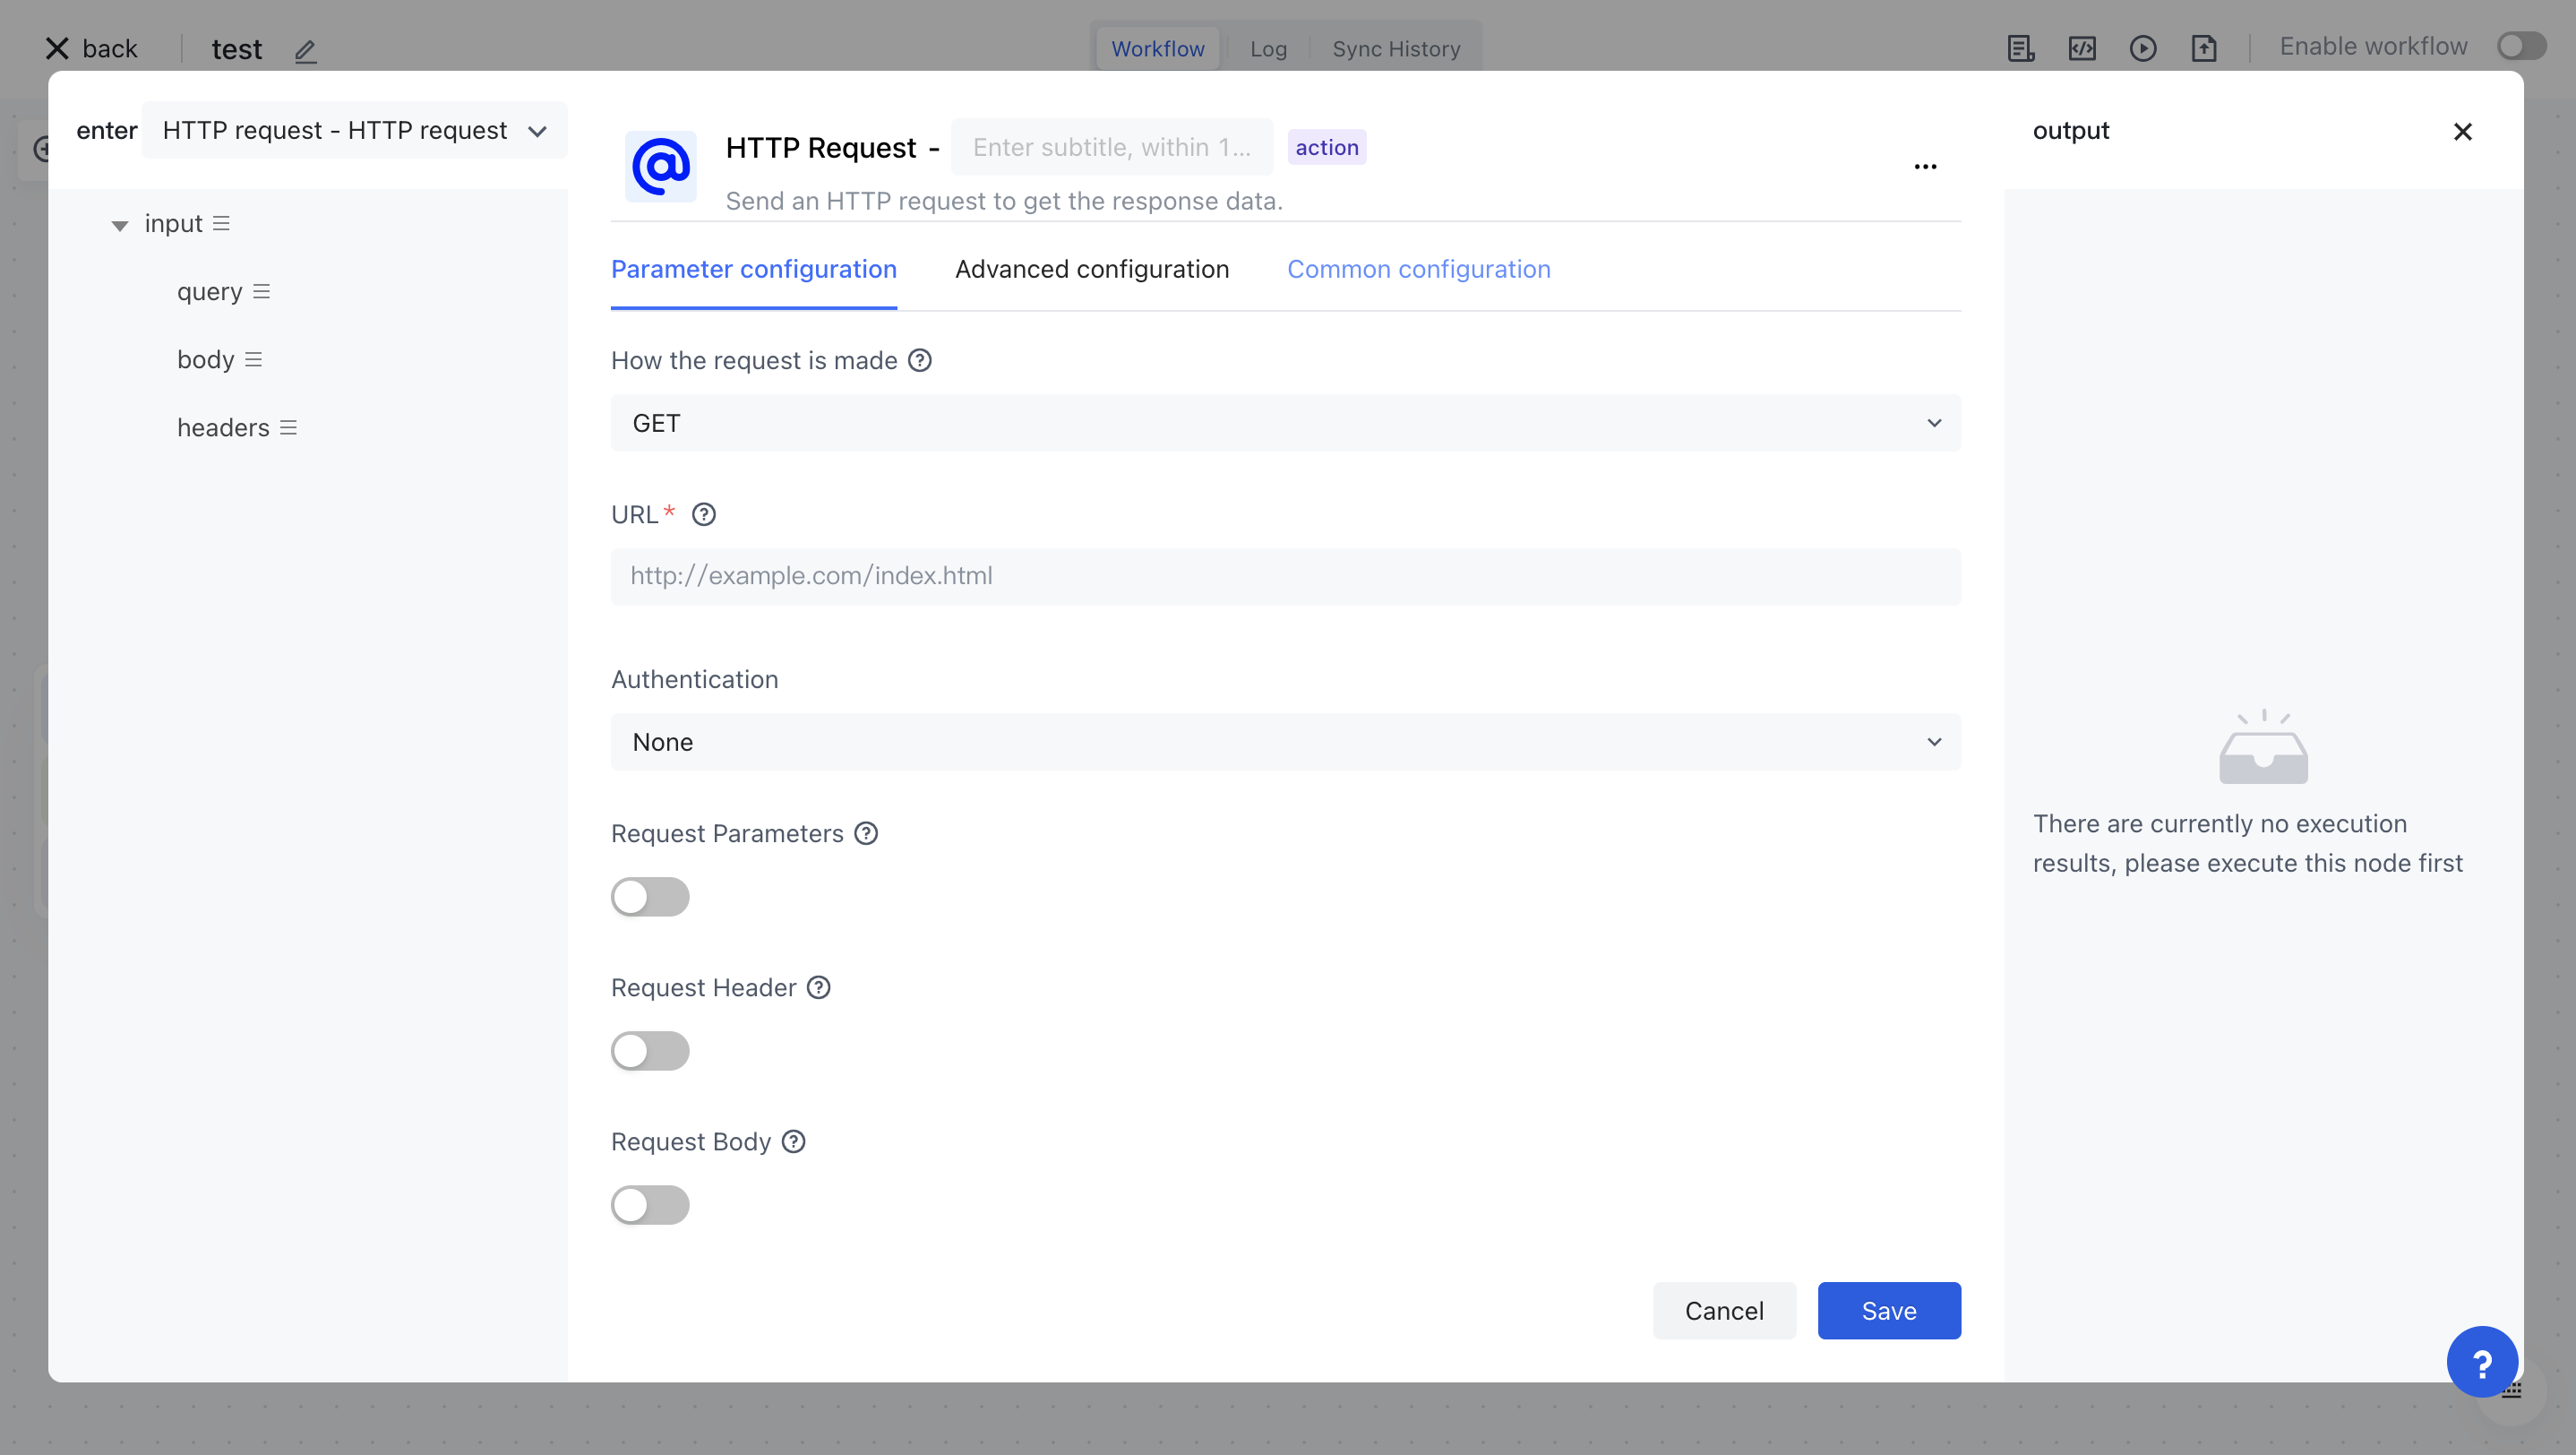 back
test
Workflow
Log
Sync History
Enable workflow
enter
HTTP request - HTTP request
input
query
body
headers
HTTP Request -
Enter subtitle, within 1...
action
Send an HTTP request to get the response data.
Parameter configuration
Advanced configuration
Common configuration
How the request is made
GET
URL*
http://example.com/index.html
Authentication
None
Request Parameters
Request Header
Request Body
Cancel
Save
output
There are currently no execution
results, please execute this node first